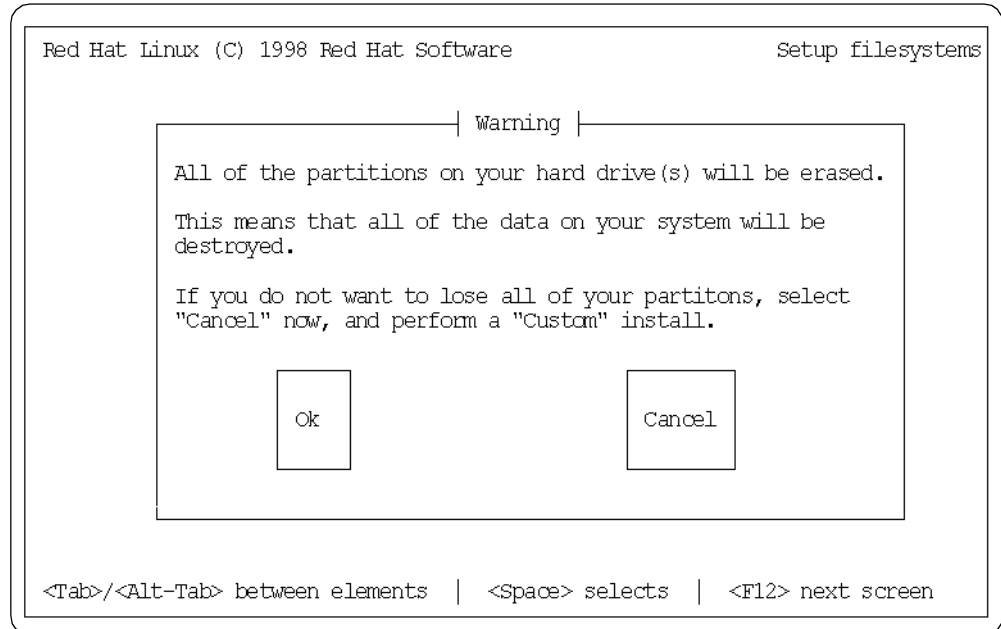 Red Hat Linux (C) 1998 Red Hat Software Setup filesystems
Warning
All of the partitions on your hard drive(s) will be erased.
This means that all of the data on your system will be
destroyed.
If you do not want to lose all of your partitons, select
"Cancel" now, and perform a "Custom" install.
Ok Cancel
<Tab>/<Alt-Tab> between elements | <Space> selects | <F12> next screen